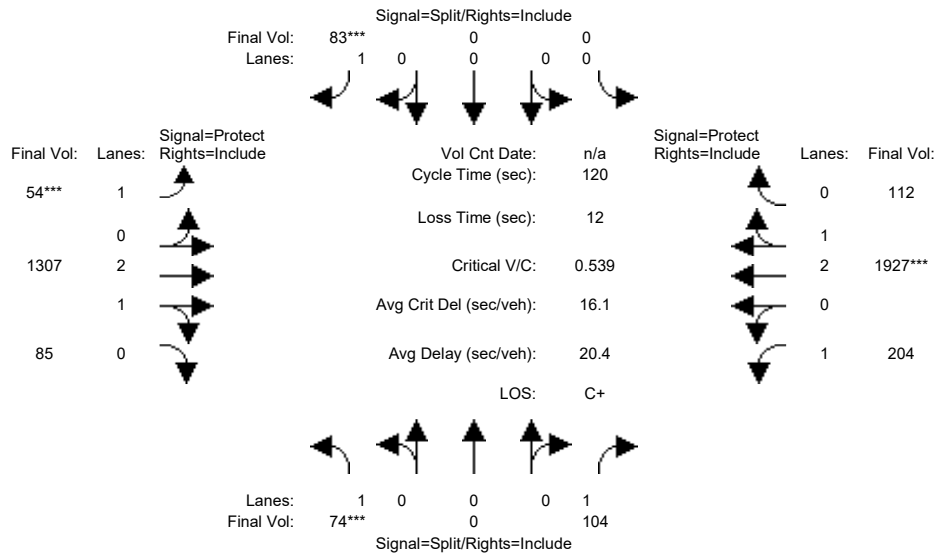 Signal=Split/Rights=Include
Final Vol: 83*** 0 0
Lanes: 1 0 0 0 0
Signal=Protect Signal=Protect
Final Vol: Lanes: Rights=Include Vol Cnt Date: n/a Rights=Include Lanes: Final Vol:
Cycle Time (sec): 120
54*** 1 0 112
Loss Time (sec): 12
0 1
1307 2 Critical V/C: 0.539 2 1927***
1 Avg Crit Del (sec/veh): 16.1 0
85 0 Avg Delay (sec/veh): 20.4 1 204
LOS: C+
Lanes: 1 0 0 0 1
Final Vol: 74*** 0 104
Signal=Split/Rights=Include